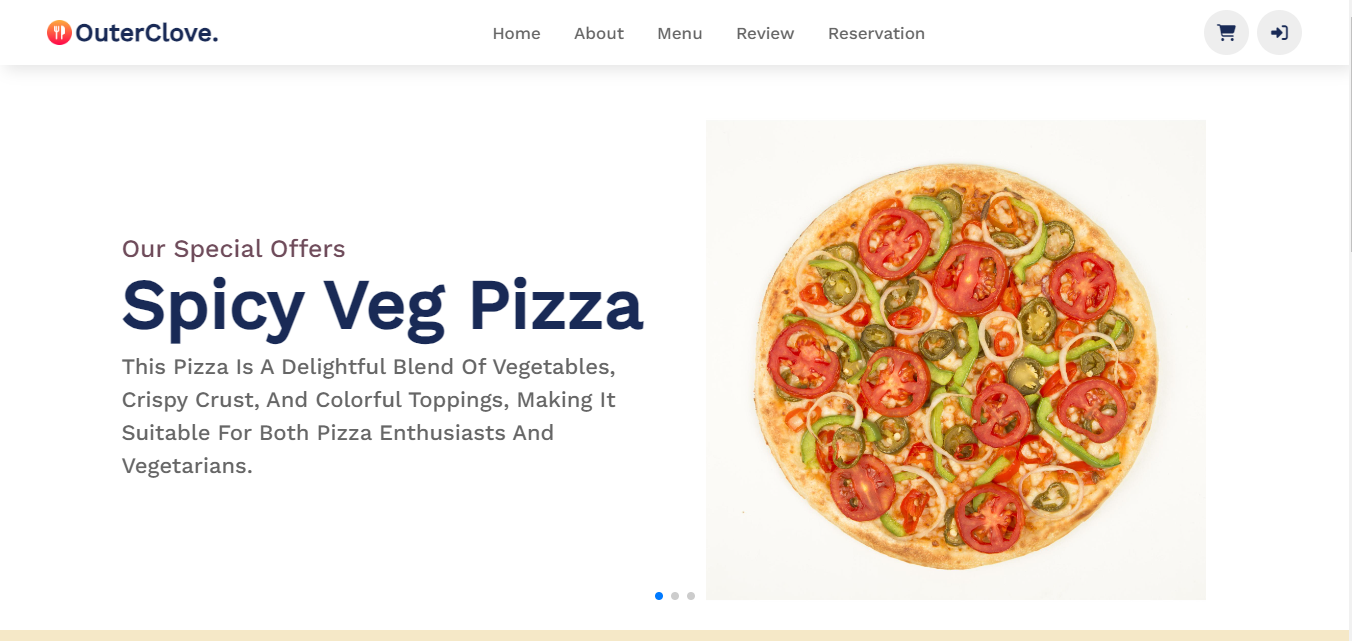 OuterClove.
Home About Menu Review Reservation
Our Special Offers
Spicy Veg Pizza
This Pizza Is A Delightful Blend Of Vegetables,
Crispy Crust, And Colorful Toppings, Making It
Suitable For Both Pizza Enthusiasts And
Vegetarians.